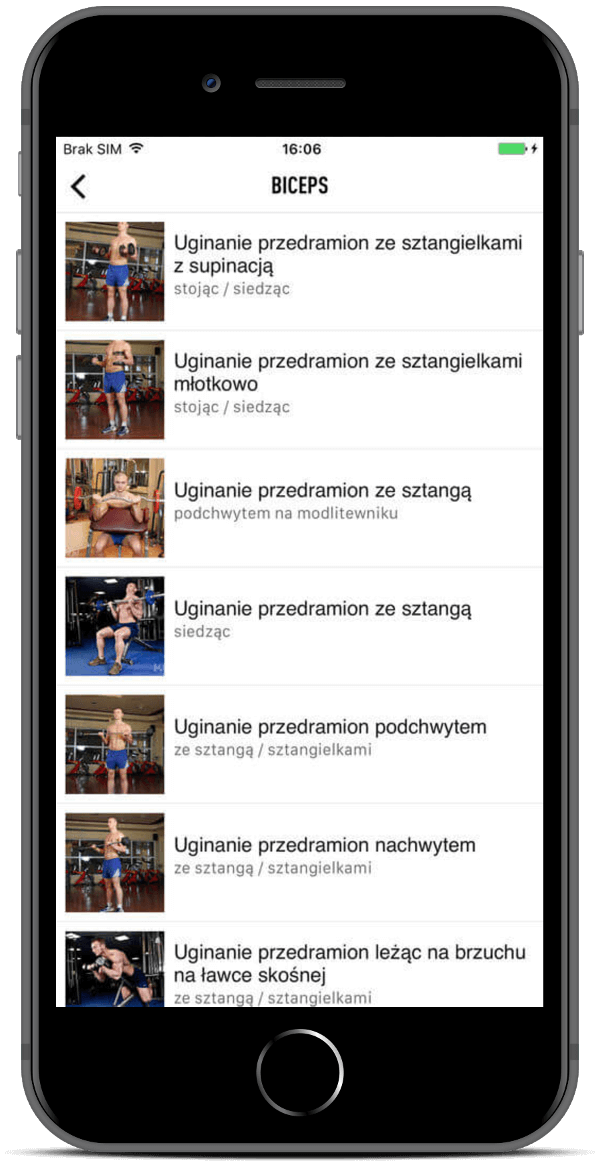 Brak SIM 16:06
BICEPS
Uginanie przedramion ze sztangielkami
z supinacją
stojąc / siedząc
Uginanie przedramion ze sztangielkami
młotkowo
stojąc / siedząc
Uginanie przedramion ze sztangą
podchwytem na modlitewniku
Uginanie przedramion ze sztangą
siedząc
Uginanie przedramion podchwytem
ze sztangą / sztangielkami
Uginanie przedramion nachwytem
ze sztangą / sztangielkami
Uginanie przedramion leżąc na brzuchu
na ławce skośnej
ze sztangą / sztangielkami